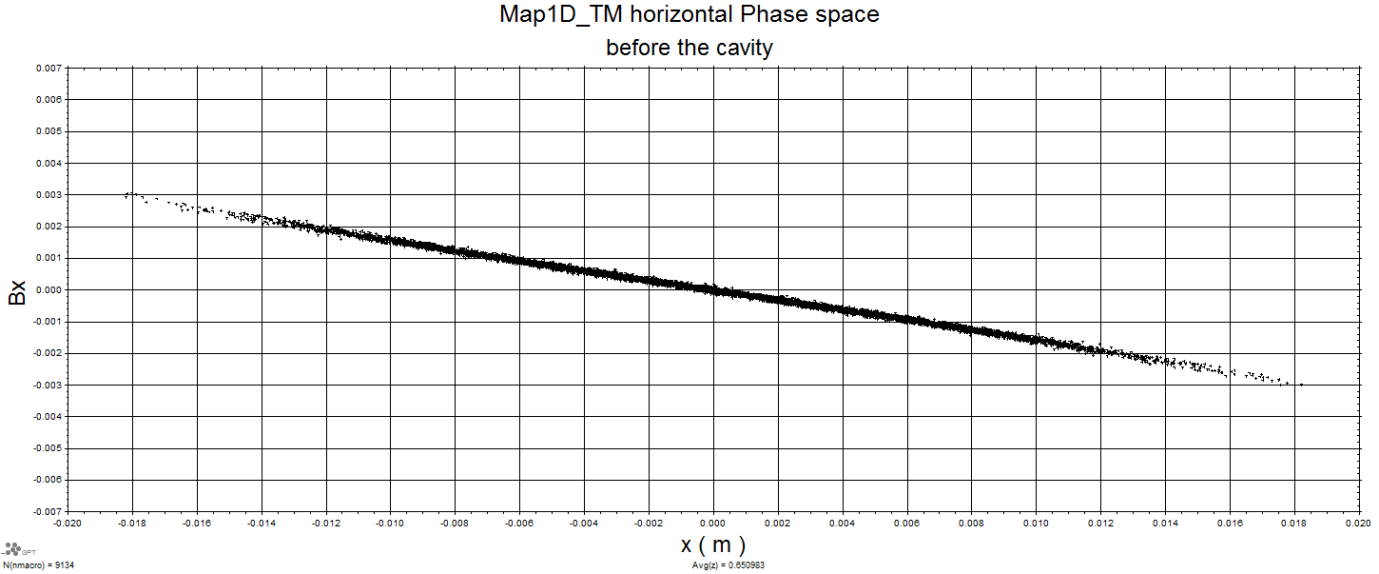 Map1D_TM horizontal Phase space
before the cavity
0.007
0.006
0.005
0.004
0.003
0.002
0.001
0.000
-0.001
-0.002
-0.003
-0.004
-0.005
-0.006
-0.007
Bx
-0.020 -0.018 -0.016 -0.014 -0.012 -0.010 -0.008 -0.006 -0.004 -0.002 0.000 0.002 0.004 0.006 0.008 0.010 0.012 0.014 0.016 0.018 0.020
x ( m )
GPT
N(nmacro) = 9134 Avg(z) = 0.650983